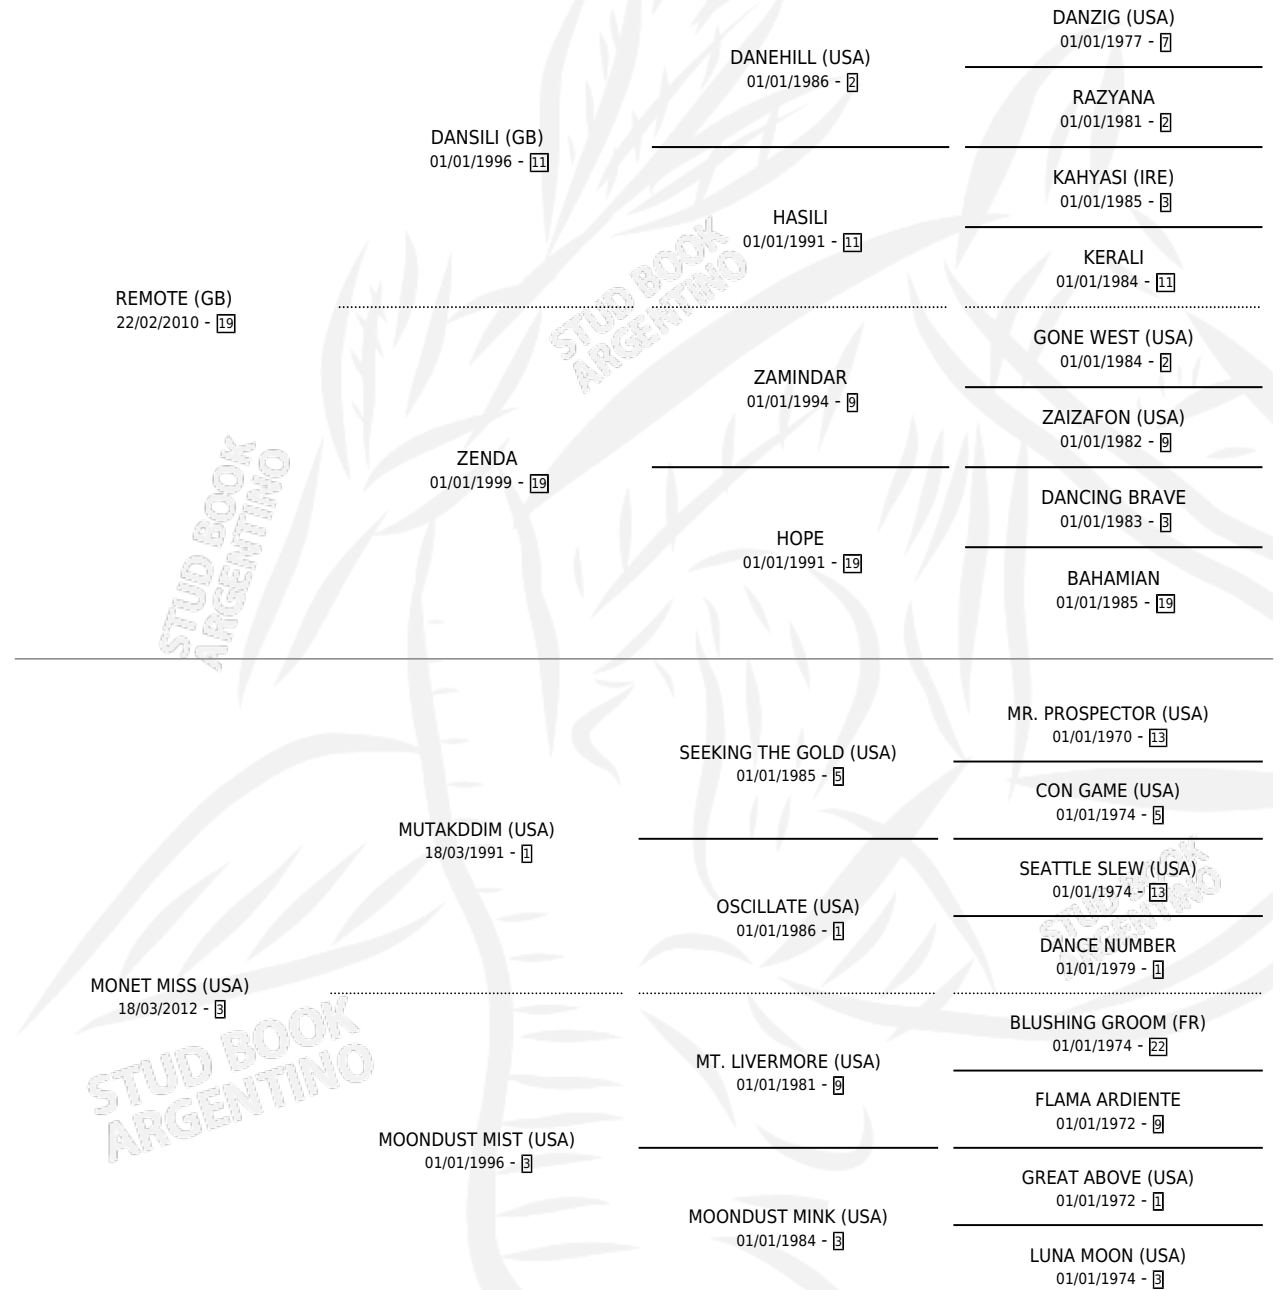 DANZIG (USA)
01/01/1977 - 7
DANEHILL (USA)
01/01/1986 - 2
RAZYANA
01/01/1981 - 2
DANSILI (GB)
01/01/1996 - 11
KAHYASI (IRE)
01/01/1985 - 3
HASILI
01/01/1991 - 11
KERALI
01/01/1984 - 11
REMOTE (GB)
22/02/2010 - 19
STUD BOOK
ARGENTINO
GONE WEST (USA)
01/01/1984 - 2
ZAMINDAR
01/01/1994 - 9
ZAIZAFON (USA)
01/01/1982 - 9
ZENDA
01/01/1999 - 19
DANCING BRAVE
01/01/1983 - 3
HOPE
01/01/1991 - 19
BAHAMIAN
01/01/1985 - 19
STUD BOOK
ARGENTINO
MR. PROSPECTOR (USA)
01/01/1970 - 13
SEEKING THE GOLD (USA)
01/01/1985 - 5
CON GAME (USA)
01/01/1974 - 5
MUTAKDDIM (USA)
18/03/1991 - 1
SEATTLE SLEW (USA)
01/01/1974 - 13
OSCILLATE (USA)
01/01/1986 - 1
STUD BOOK
ARGENTINO
DANCE NUMBER
01/01/1979 - 1
MONET MISS (USA)
18/03/2012 - 3
BLUSHING GROOM (FR)
01/01/1974 - 22
MT. LIVERMORE (USA)
01/01/1981 - 9
STUD BOOK
ARGENTINO
FLAMA ARDIENTE
01/01/1972 - 9
MOONDUST MIST (USA)
01/01/1996 - 3
GREAT ABOVE (USA)
01/01/1972 - 1
MOONDUST MINK (USA)
01/01/1984 - 3
LUNA MOON (USA)
01/01/1974 - 3